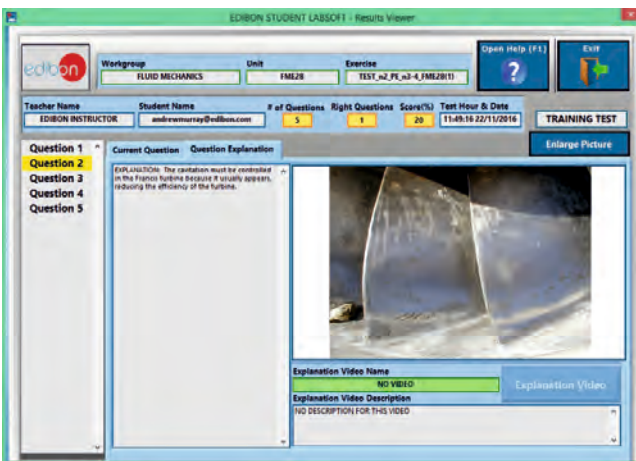 EDIBON STUDENT LABSOFT - Results Viewer
edibon
Workgroup
FLUID MECHANICS
Unit
FME28
Exercise
TEST_n2_PE_n3-4_FME28(1)
Open Help (F1)
?
Exit
Teacher Name
EDIBON INSTRUCTOR
Student Name
andrewmurray@edibon.com
# of Questions
5
Right Questions
1
Score(%)
20
Test Hour & Date
11:49:16 22/11/2016
TRAINING TEST
Enlarge Picture
Question 1
Question 2
Question 3
Question 4
Question 5
Current Question
Question Explanation
EXPLANATION: The cavitation must be controlled
in the Francis turbine because it usually appears,
reducing the efficiency of the turbine.
Explanation Video Name
NO VIDEO
Explanation Video
Explanation Video Description
NO DESCRIPTION FOR THIS VIDEO